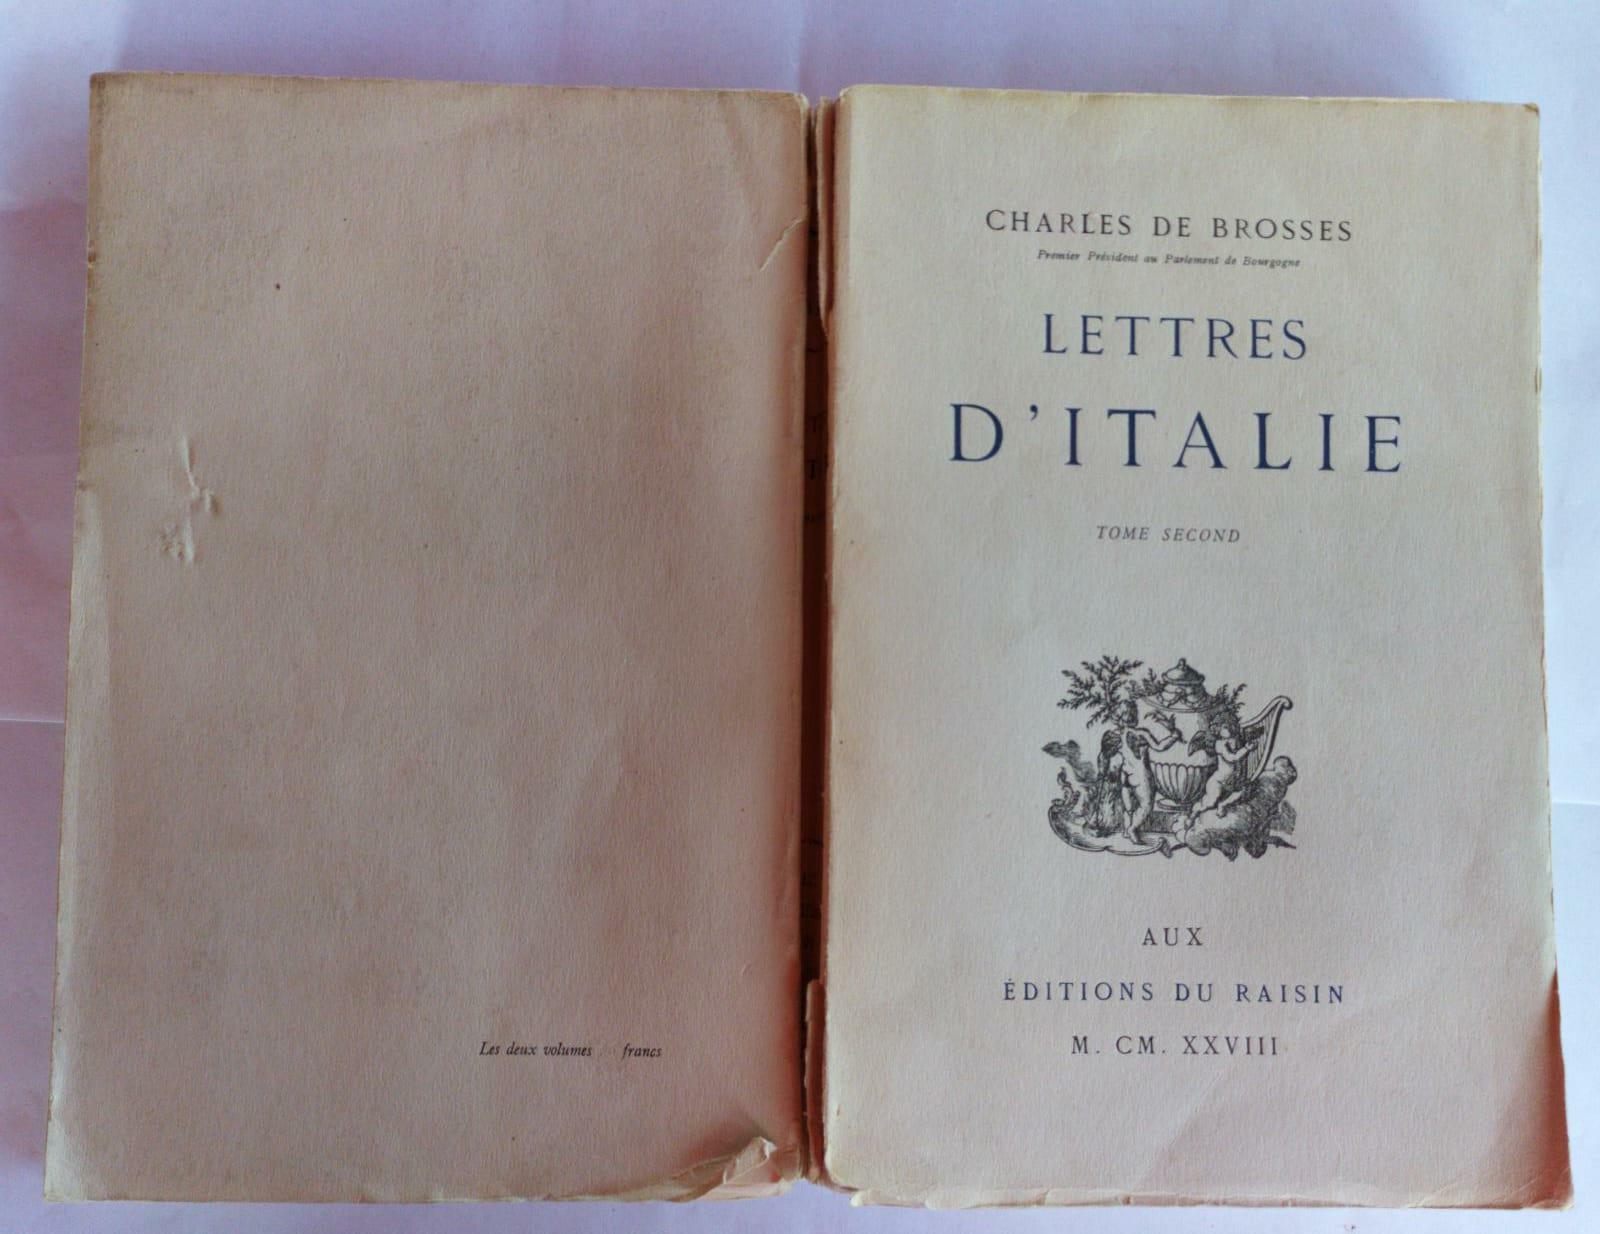 Les deux volumes francs
CHARLES DE BROSSES
Premier Président au Parlement de Bourgogne
LETTRES
D'ITALIE
TOME SECOND
AUX
ÉDITIONS DU RAISIN
M. CM. XXVIII